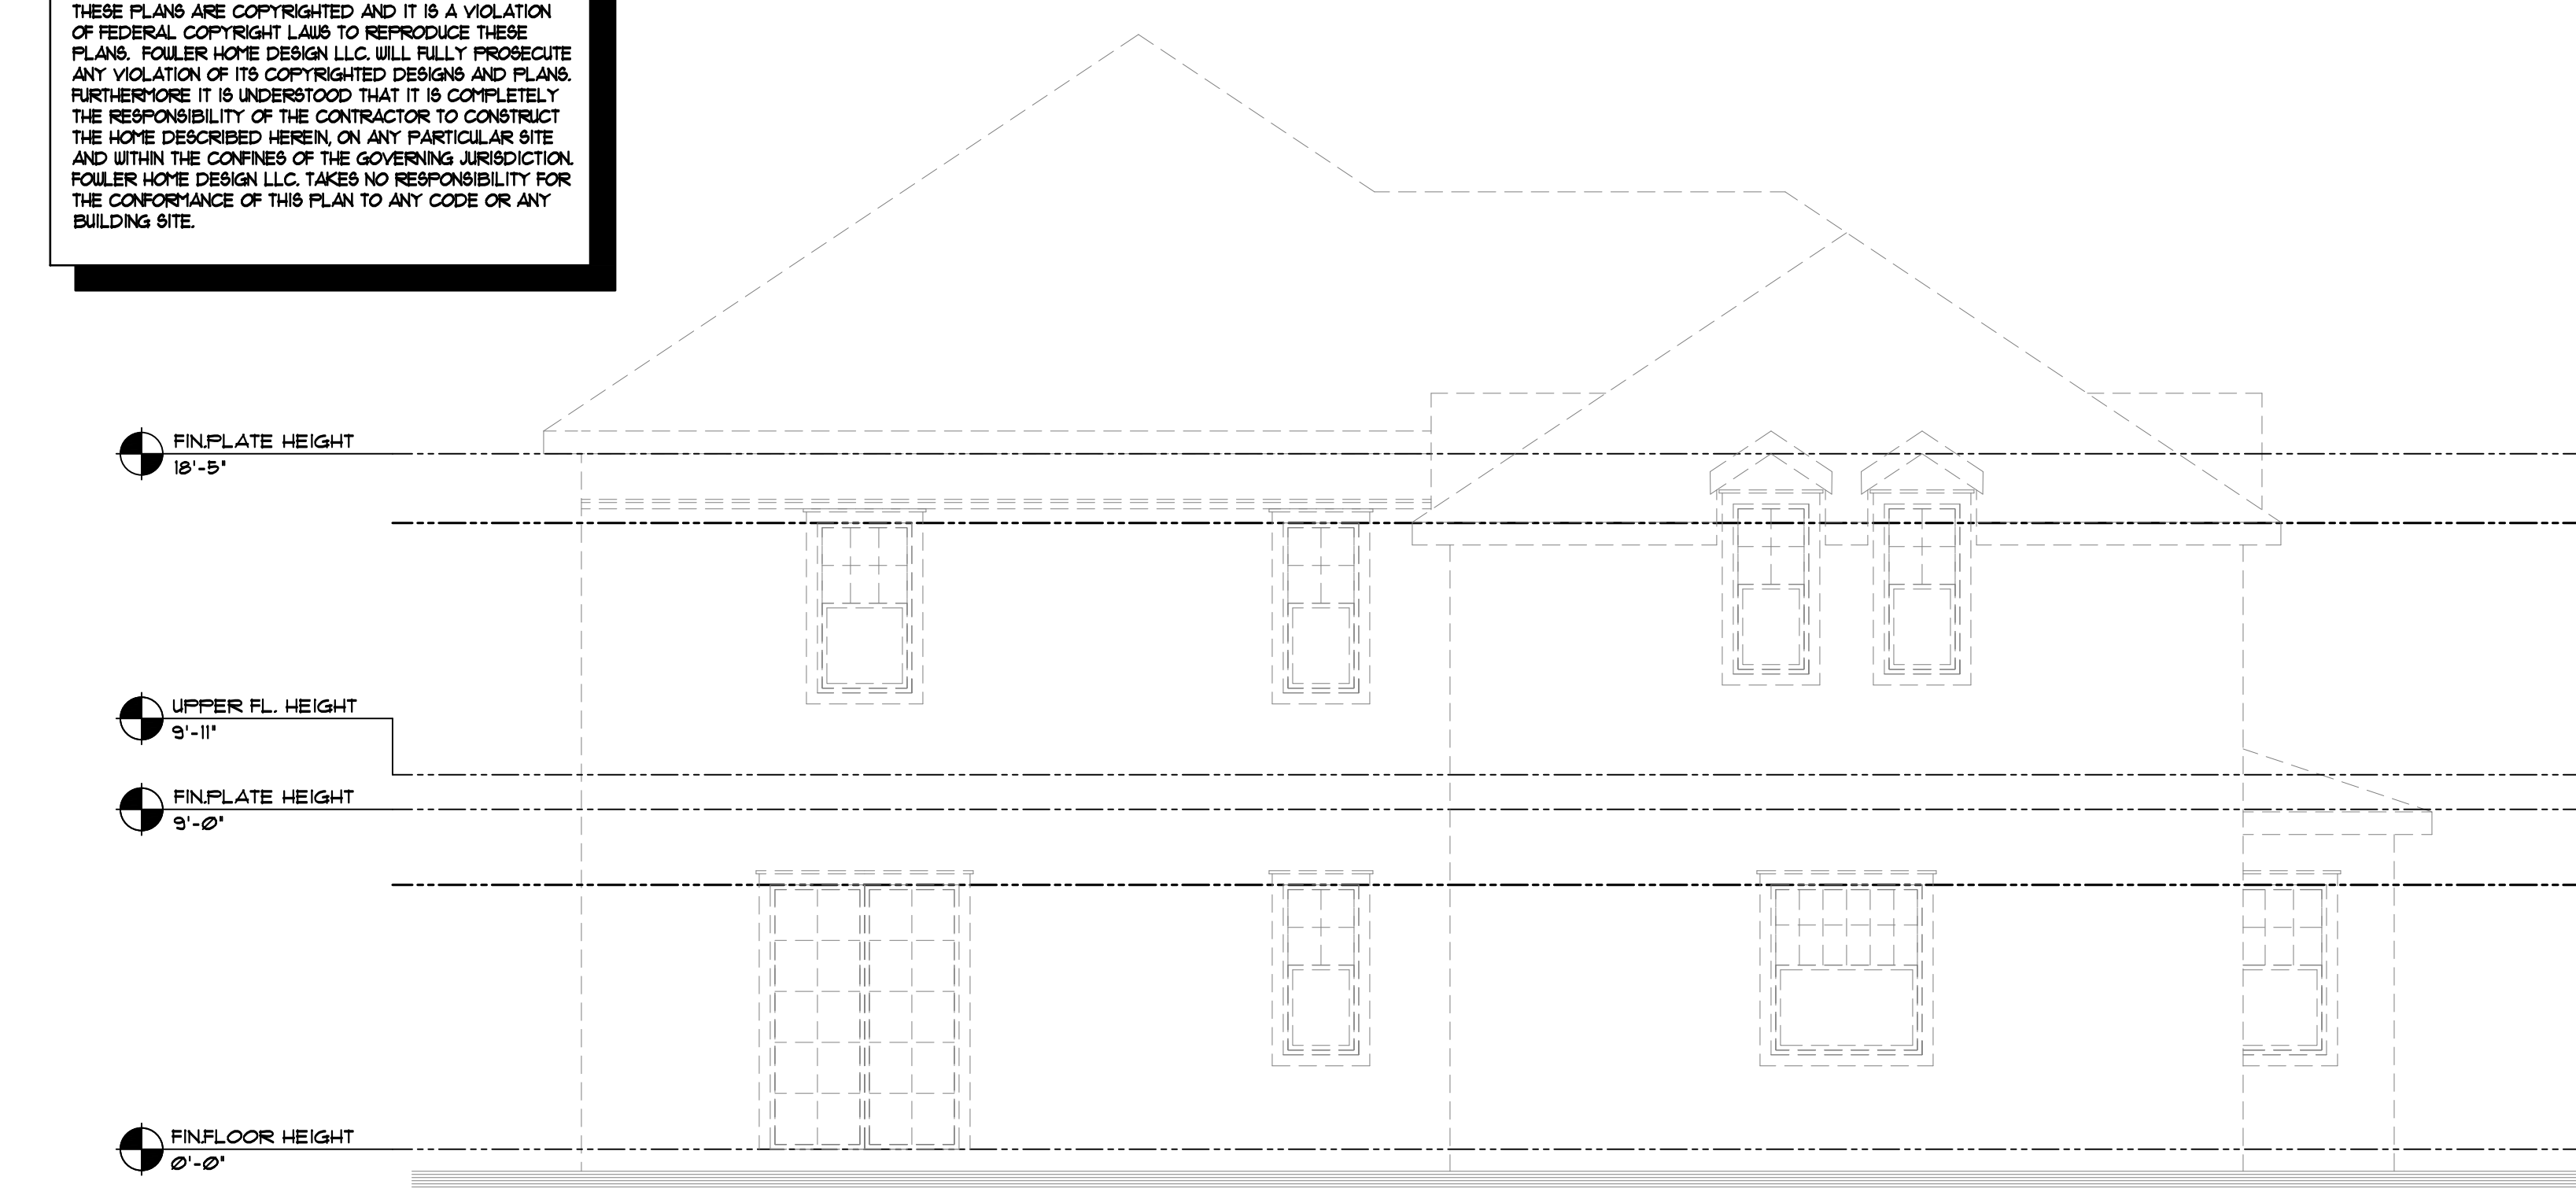 THESE PLANS ARE COPYRIGHTED AND IT IS A VIOLATION
OF FEDERAL COPYRIGHT LAWS TO REPRODUCE THESE
PLANS. FOWLER HOME DESIGN LLC. WILL FULLY PROSECUTE
ANY VIOLATION OF ITS COPYRIGHTED DESIGNS AND PLANS.
FURTHERMORE IT IS UNDERSTOOD THAT IT IS COMPLETELY
THE RESPONSIBILITY OF THE CONTRACTOR TO CONSTRUCT
THE HOME DESCRIBED HEREIN, ON ANY PARTICULAR SITE
AND WITHIN THE CONFINES OF THE GOVERNING JURISDICTION.
FOWLER HOME DESIGN LLC. TAKES NO RESPONSIBILITY FOR
THE CONFORMANCE OF THIS PLAN TO ANY CODE OR ANY
BUILDING SITE.
FIN.PLATE HEIGHT
18'-5"
UPPER FL. HEIGHT
9'-11"
FIN.PLATE HEIGHT
9'-0"
FIN.FLOOR HEIGHT
0'-0"